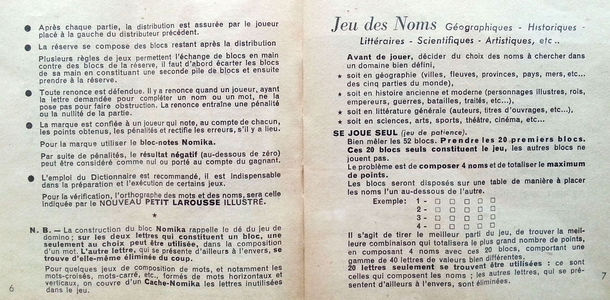 ● Après chaque partie, la distribution est assurée par le joueur
placé à la gauche du distributeur précédent.
● La réserve se compose des blocs restant après la distribution
Plusieurs règles de jeux permettent l'échange de blocs en main
contre des blocs en réserve, il faut d'abord écarter les blocs
de sa main en constituant une seconde pile de blocs et ensuite
prendre à la réserve.
● Toute renonce est défendue. Il y a renonce quand un joueur, ayant
la lettre demandée pour compléter un nom ou un mot, ne la
place pas pour faire obstruction. La renonce entraîne une pénalité
ou la nullité de la partie.
● La marque est confiée à un joueur qui note, au compte de chacun,
les points obtenus, les pénalités et rectifie les erreurs, s'il y a lieu.
Pour la marque utiliser le bloc-notes Nomika.
Par suite de pénalités, le résultat négatif (au-dessous de zéro)
peut être considéré comme nul ou porté au compte du gagnant.
● L'emploi du Dictionnaire est recommandé, il est indispensable
dans la préparation et l'exécution de certains jeux.
Pour la vérification, l'orthographe des mots et des noms, sera celle
indiquée par le NOUVEAU PETIT LAROUSSE ILLUSTRÉ.
*
N. B. — La construction du bloc Nomika rappelle le dé du jeu de
domino ; sur les deux lettres qui constituent un bloc, une
seulement au choix peut être utilisée, dans la composition
d'un mot. L'autre lettre, qui se présente d'ailleurs à l'envers, se
trouve d'elle-même éliminée du coup.
Pour quelques jeux de composition de mots, et notamment les
mots-croisés, mots-carré, etc., formés de mots horizontaux et
verticaux, on couvre d'un Cache-Nomika les lettres inutilisées
dans le jeu.
6
Jeu des Noms Géographiques - Historiques -
Littéraires - Scientifiques - Artistiques, etc..
Avant de jouer, décider du choix des noms à chercher dans
un domaine bien défini,
★ soit en géographie (villes, fleuves, provinces, pays, mers, etc...
des cinq parties du monde),
★ soit en histoire ancienne et moderne (personnages illustres, rois,
empereurs, guerres, batailles, traités, etc...),
★ soit en littérature général (auteurs, titres d'ouvrages, etc...),
★ soit en sciences, arts, sports, théâtre, cinéma, etc...
SE JOUE SEUL (jeu de patience).
Bien mêler les 52 blocs. Prendre les 20 premiers blocs.
Ces 20 blocs seuls constituent le jeu, les autres blocs ne
jouent pas.
Le problème est de composer 4 noms et de totaliser le maximum
de points.
Les blocs seront disposés sur une table de manière à placer
les noms l'un au-dessous de l'autre.
Exemple : 1 - □ □ □ □ □
2 - □ □ □ □ □
3 - □ □ □ □ □
4 - □ □ □ □ □
Il s'agit de tirer le meilleur parti du jeu, de trouver la meil-
leure combinaison qui totalisera le plus grand nombre de points,
en composant 4 noms avec ces 20 blocs, comportant une
gamme de 40 lettres de valeurs bien différentes.
20 lettres seulement se trouvent être utilisées : ce sont
celles qui composent les noms ; les autres lettres, qui se pré-
sentent d'ailleurs à l'envers, sont éliminées.
7